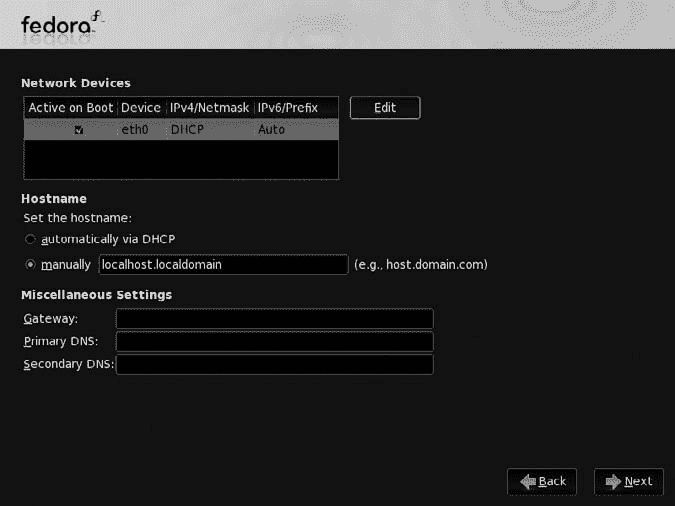 fedora
Network Devices
Active on Boot Device IPv4/Netmask IPv6/Prefix Edit
eth0 DHCP Auto
Hostname
Set the hostname:
automatically via DHCP
manually localhost.localdomain (e.g., host.domain.com)
Miscellaneous Settings
Gateway:
Primary DNS:
Secondary DNS:
Back Next